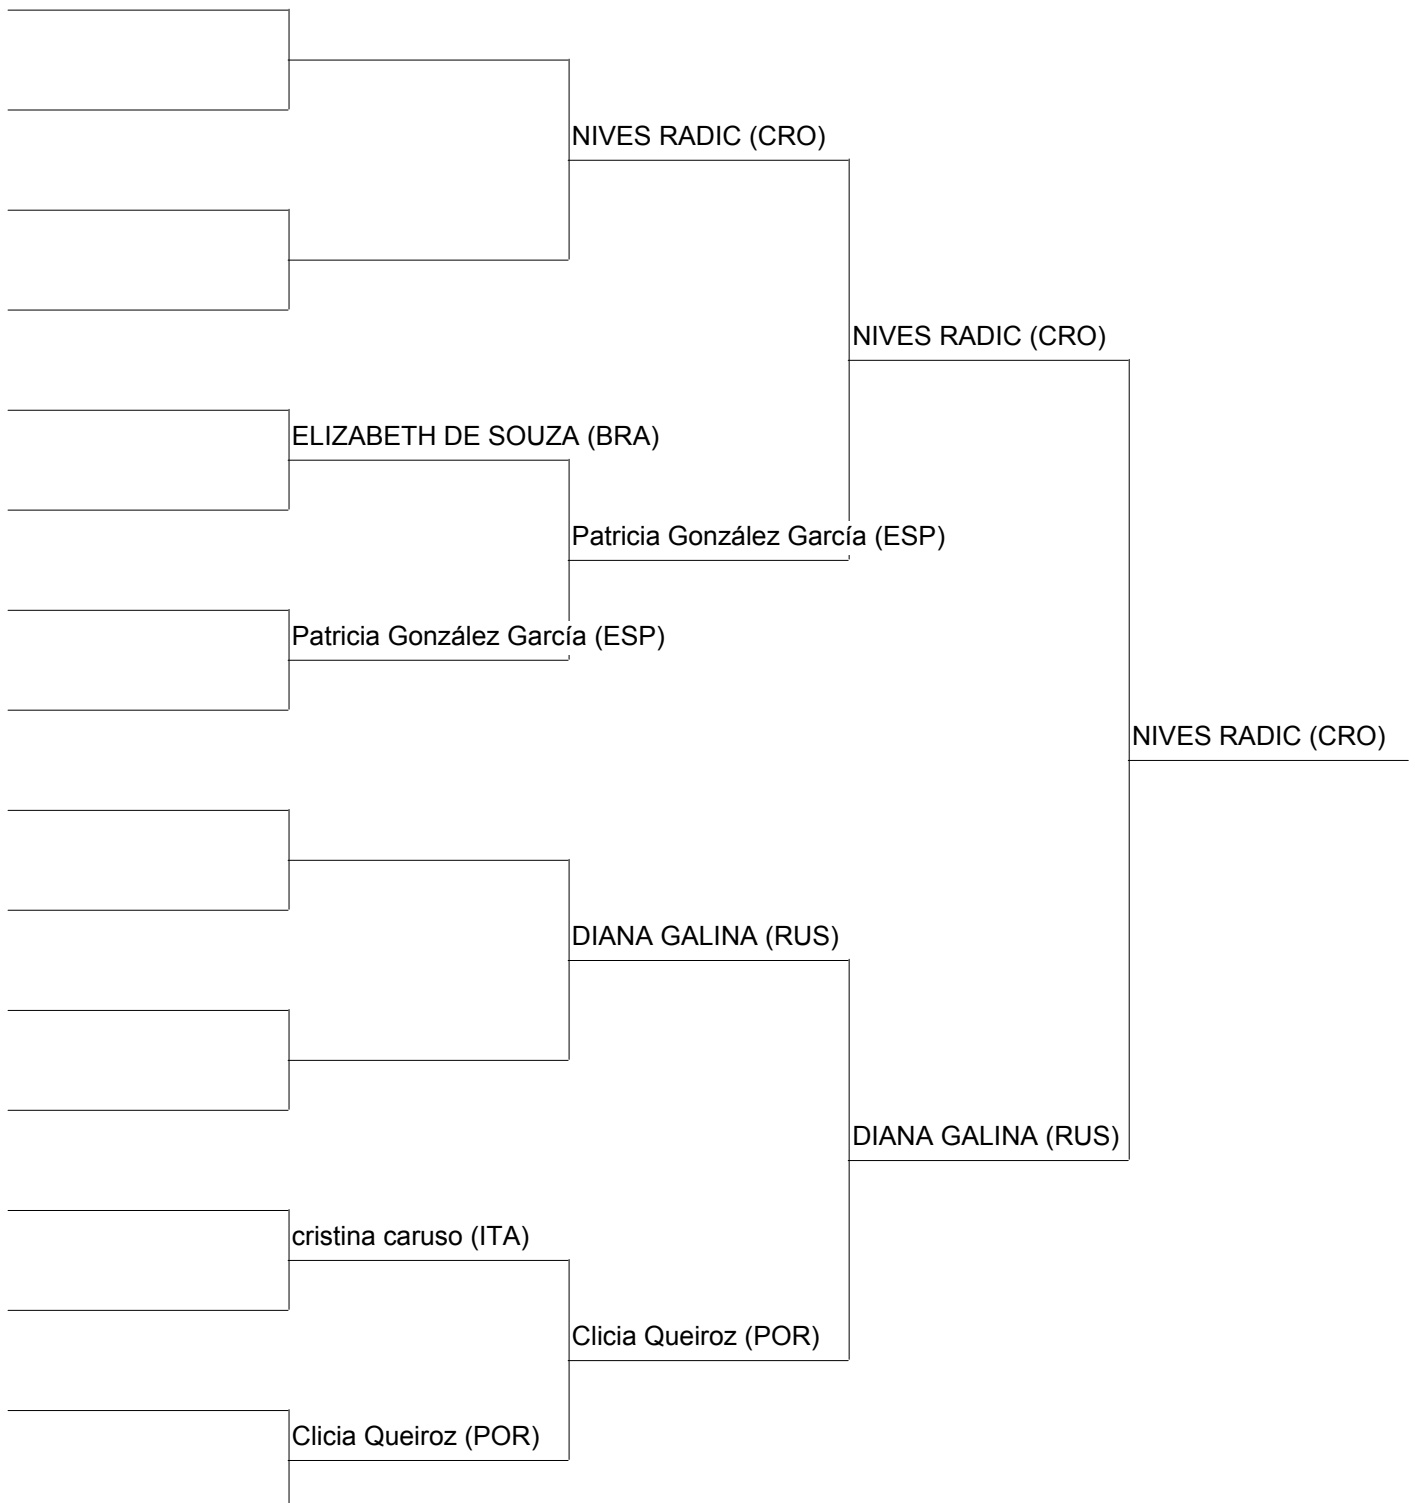 NIVES RADIC (CRO)
NIVES RADIC (CRO)
ELIZABETH DE SOUZA (BRA)
Patricia González García (ESP)
Patricia González García (ESP)
NIVES RADIC (CRO)
DIANA GALINA (RUS)
DIANA GALINA (RUS)
cristina caruso (ITA)
Clicia Queiroz (POR)
Clicia Queiroz (POR)